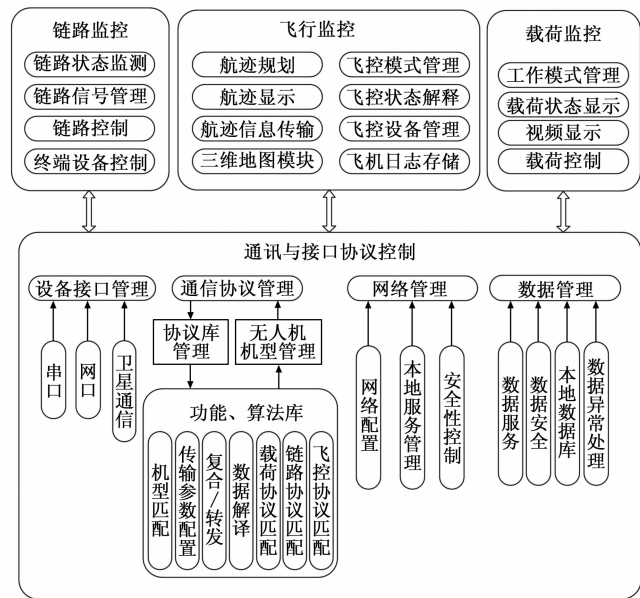 链路监控
链路状态监测
链路信号管理
链路控制
终端设备控制
飞行监控
航迹规划
航迹显示
航迹信息传输
三维地图模块
飞控模式管理
飞控状态解释
飞控设备管理
飞机日志存储
载荷监控
工作模式管理
载荷状态显示
视频显示
载荷控制
通讯与接口协议控制
设备接口管理
串口
网口
卫星通信
通信协议管理
协议库
管理
无人机
机型管理
功能、算法库
机型匹配
传输参数配置
复合/转发
数据解译
载荷协议匹配
链路协议匹配
飞控协议匹配
网络管理
网络配置
本地服务管理
安全性控制
数据管理
数据服务
数据安全
本地数据库
数据异常处理